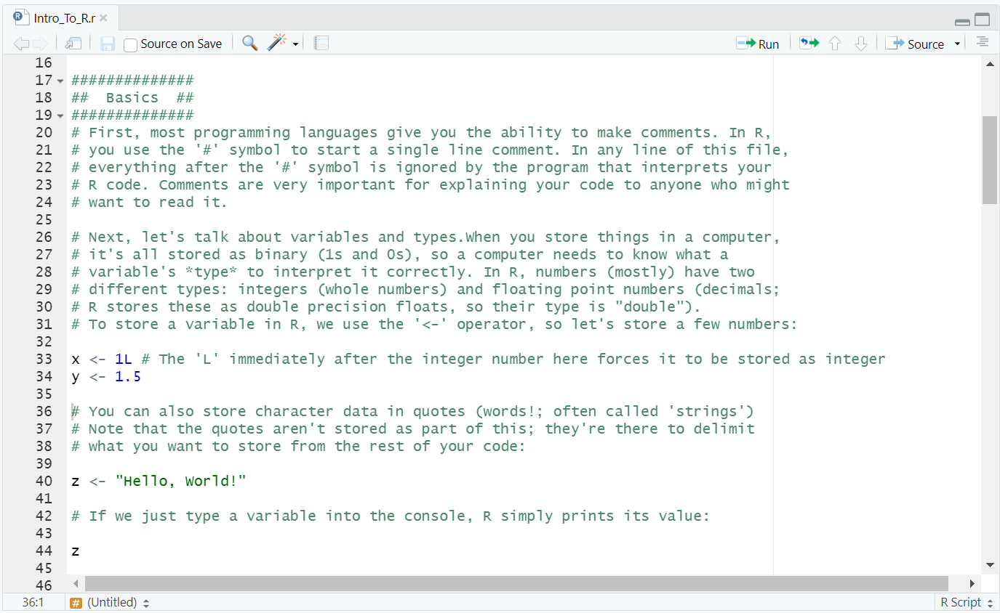 Intro_To_R.r
Source on Save
Run
Source
16
17 ##############
18 ##  Basics  ##
19 ##############
20 # First, most programming languages give you the ability to make comments. In R,
21 # you use the '#' symbol to start a single line comment. In any line of this file,
22 # everything after the '#' symbol is ignored by the program that interprets your
23 # R code. Comments are very important for explaining your code to anyone who might
24 # want to read it.
25
26 # Next, let's talk about variables and types.When you store things in a computer,
27 # it's all stored as binary (1s and 0s), so a computer needs to know what a
28 # variable's *type* to interpret it correctly. In R, numbers (mostly) have two
29 # different types: integers (whole numbers) and floating point numbers (decimals;
30 # R stores these as double precision floats, so their type is "double").
31 # To store a variable in R, we use the '<-' operator, so let's store a few numbers:
32
33 x <- 1L # The 'L' immediately after the integer number here forces it to be stored as integer
34 y <- 1.5
35
36 # You can also store character data in quotes (words!; often called 'strings')
37 # Note that the quotes aren't stored as part of this; they're there to delimit
38 # what you want to store from the rest of your code:
39
40 z <- "Hello, World!"
41
42 # If we just type a variable into the console, R simply prints its value:
43
44 z
45
46
36:1
# (Untitled)
R Script